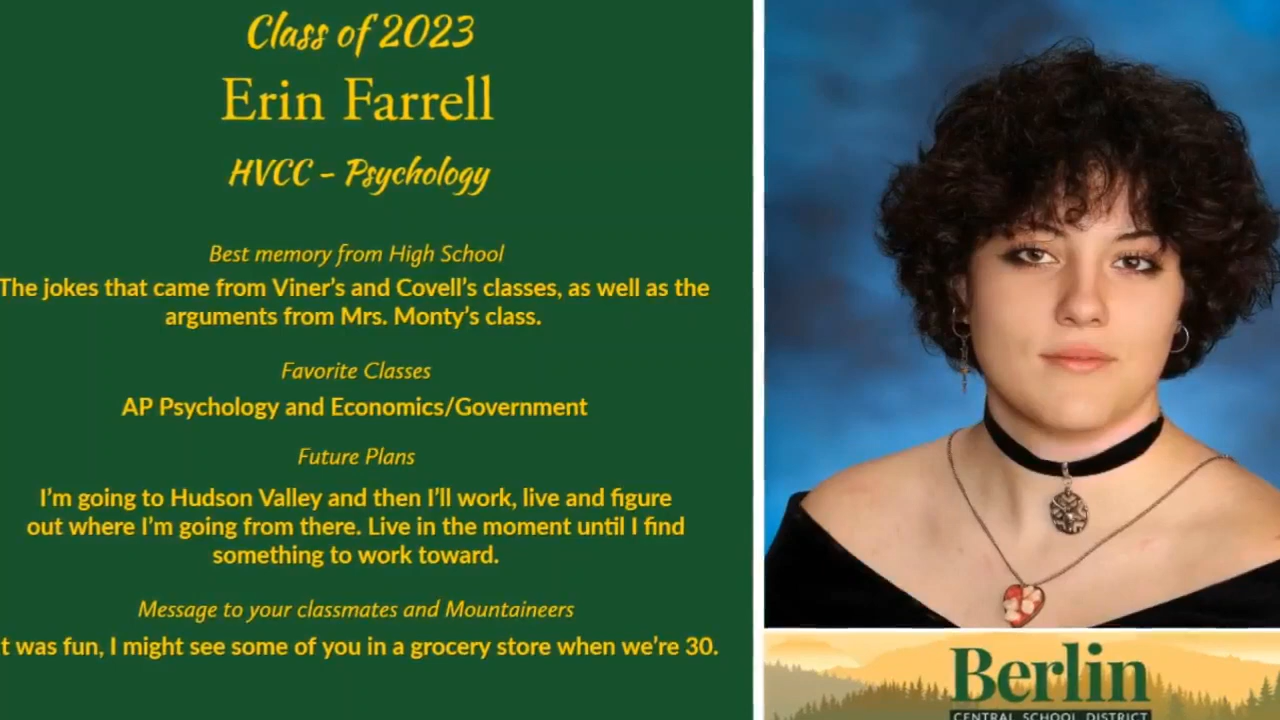 Class of 2023
Erin Farrell
HVCC - Psychology
Best memory from High School
The jokes that came from Viner's and Covell's classes, as well as the
arguments from Mrs. Monty's class.
Favorite Classes
AP Psychology and Economics/Government
Future Plans
I'm going to Hudson Valley and then I'll work, live and figure
out where I'm going from there. Live in the moment until I find
something to work toward.
Message to your classmates and Mountaineers
t was fun, I might see some of you in a grocery store when we're 30.
Berlin
CENTRAL SCHOOL DISTRICT